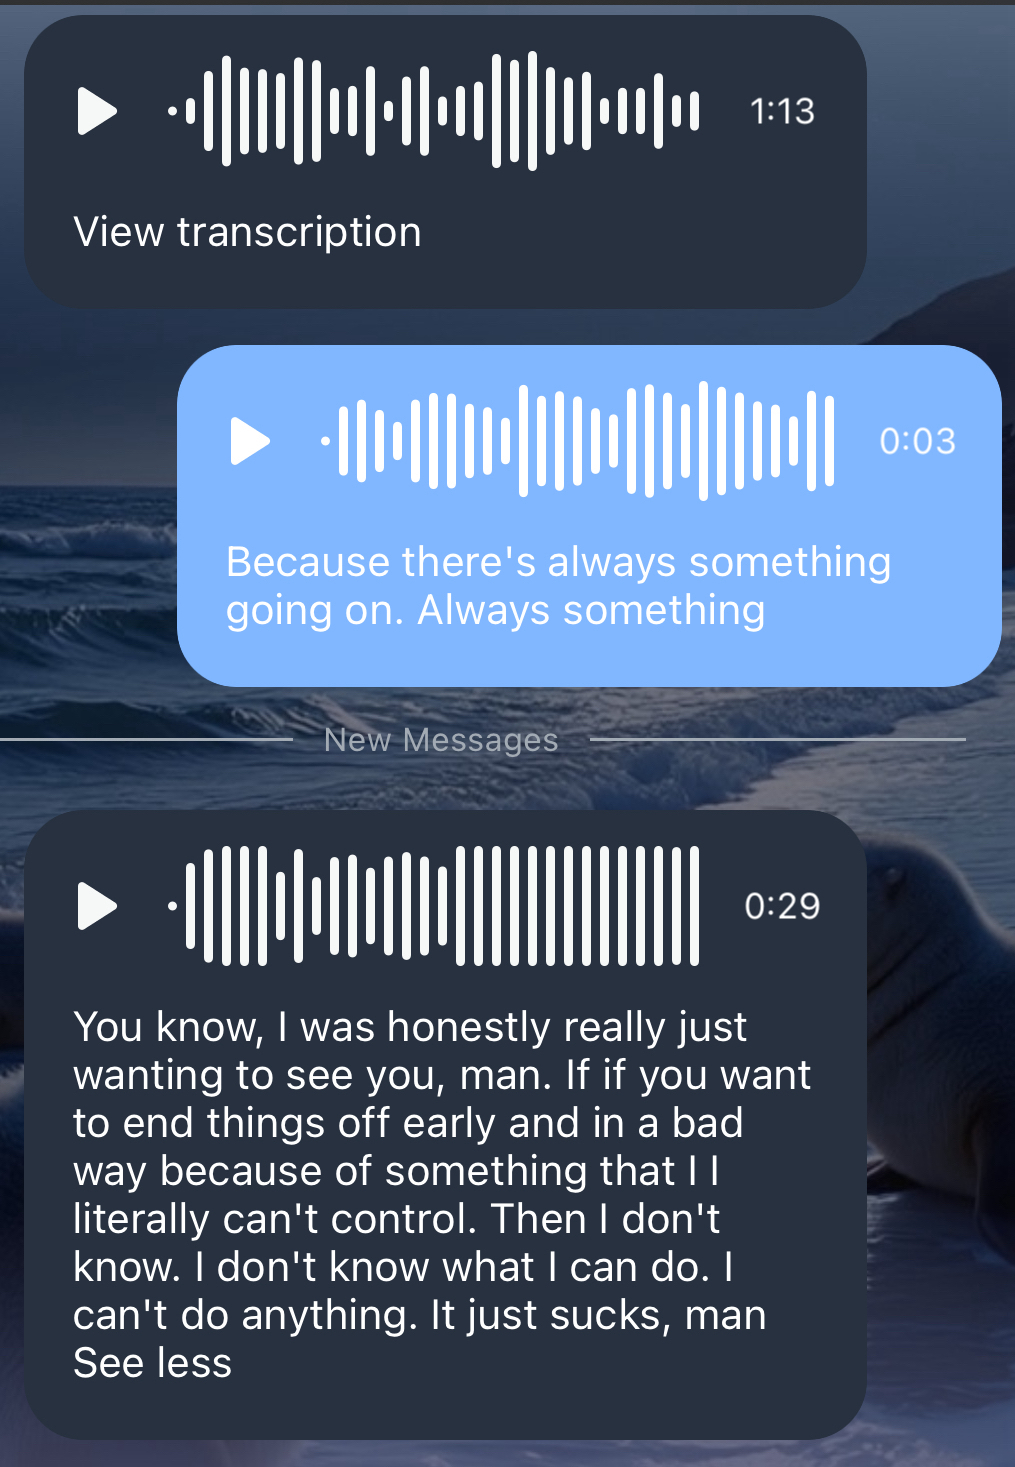 1:13
View transcription
0:03
Because there's always something
going on. Always something
New Messages
0:29
You know, I was honestly really just
wanting to see you, man. If if you want
to end things off early and in a bad
way because of something that I I
literally can't control. Then I don't
know. I don't know what I can do. I
can't do anything. It just sucks, man
See less